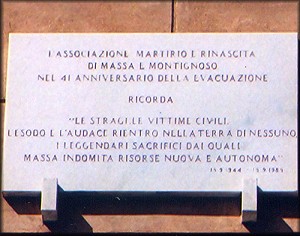 L'ASSOCIAZIONE MARTIRIO E RINASCITA
DI MASSA E MONTIGNOSO
NEL 41 ANNIVERSARIO DELLA EVACUAZIONE
RICORDA
"LE STRAGI, LE VITTIME CIVILI,
L'ESODO E L'AUDACE RIENTRO NELLA TERRA DI NESSUNO,
I LEGGENDARI SACRIFICI DAI QUALI
MASSA INDOMITA RISORSE NUOVA E AUTONOMA"